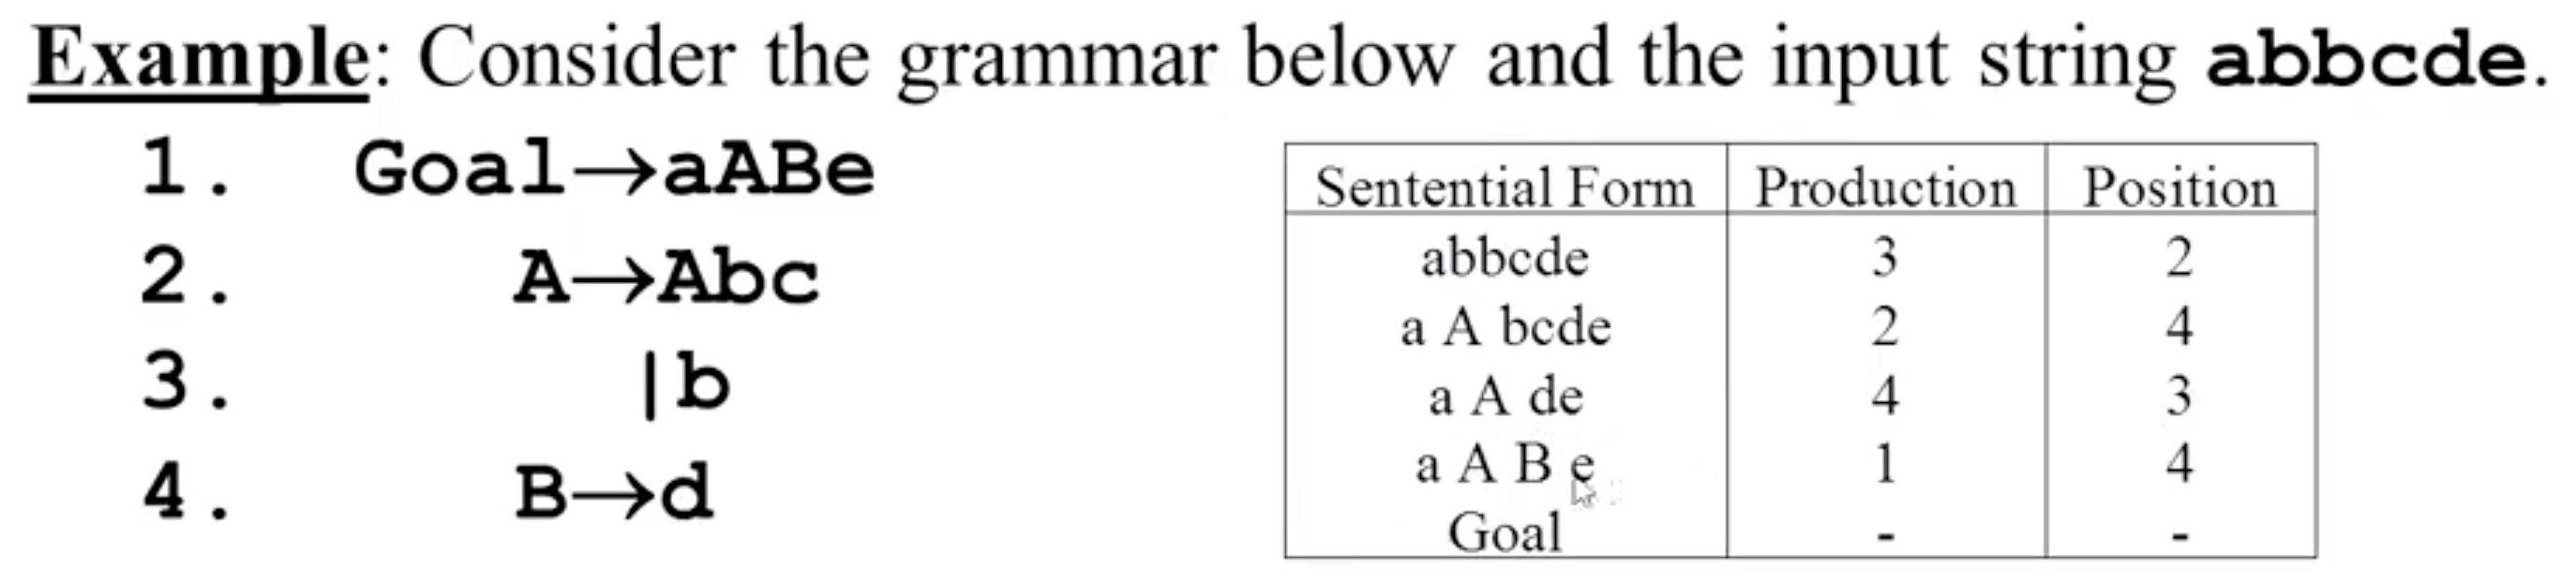 Example: Consider the grammar below and the input string abbcde.
1. Goal→aABe
2. A→Abc
3. |b
4. B→d
Sentential Form Production Position
abbcde 3 2
a A bcde 2 4
a A de 4 3
a A B e 1 4
Goal - -